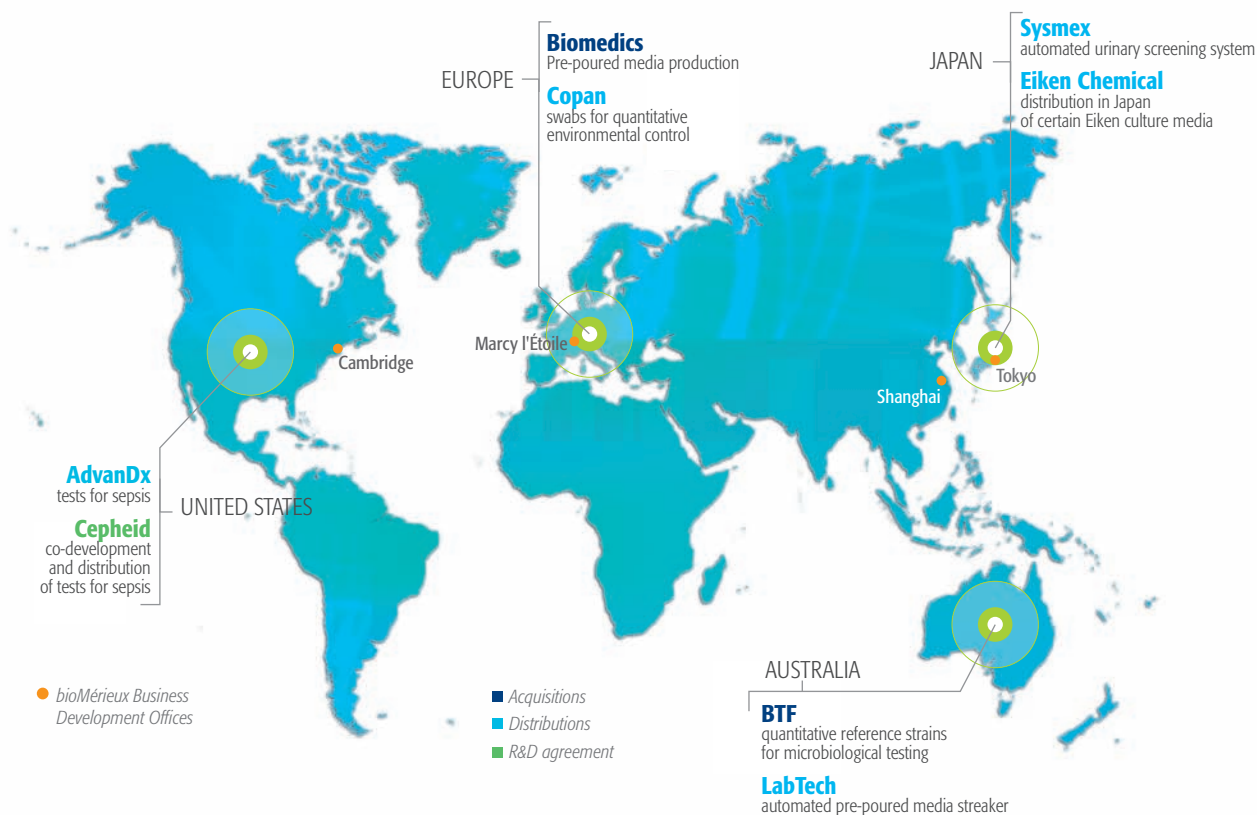 EUROPE
Biomedics
Pre-poured media production
Copan
swabs for quantitative
environmental control
JAPAN
Sysmex
automated urinary screening system
Eiken Chemical
distribution in Japan
of certain Eiken culture media
Cambridge
Marcy l'Étoile
Shanghai
Tokyo
UNITED STATES
AdvanDx
tests for sepsis
Cepheid
co-development
and distribution
of tests for sepsis
AUSTRALIA
BTF
quantitative reference strains
for microbiological testing
LabTech
automated pre-poured media streaker
bioMérieux Business
Development Offices
Acquisitions
Distributions
R&D agreement